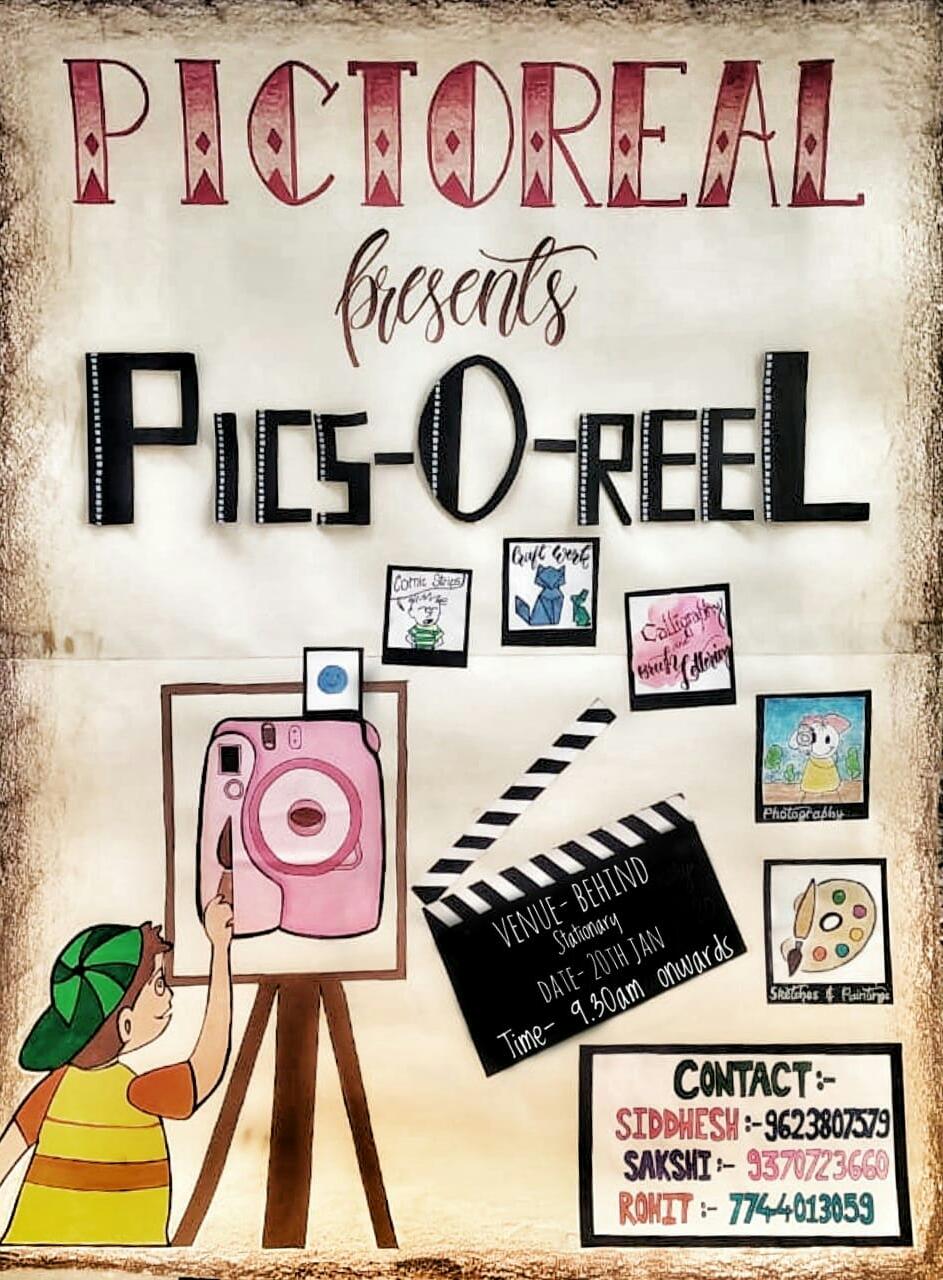 PICTOREAL
presents
PICS-O-REEL
Comic Strips
Craft Work
Calligraphy
and
Brush Lettering
Photography
Sketches & Paintings
VENUE- BEHIND
Stationary
DATE- 20TH JAN
Time- 9.30am onwards
CONTACT:-
SIDDHESH:-9623807579
SAKSHI:- 9370723660
ROHIT:- 7744013059